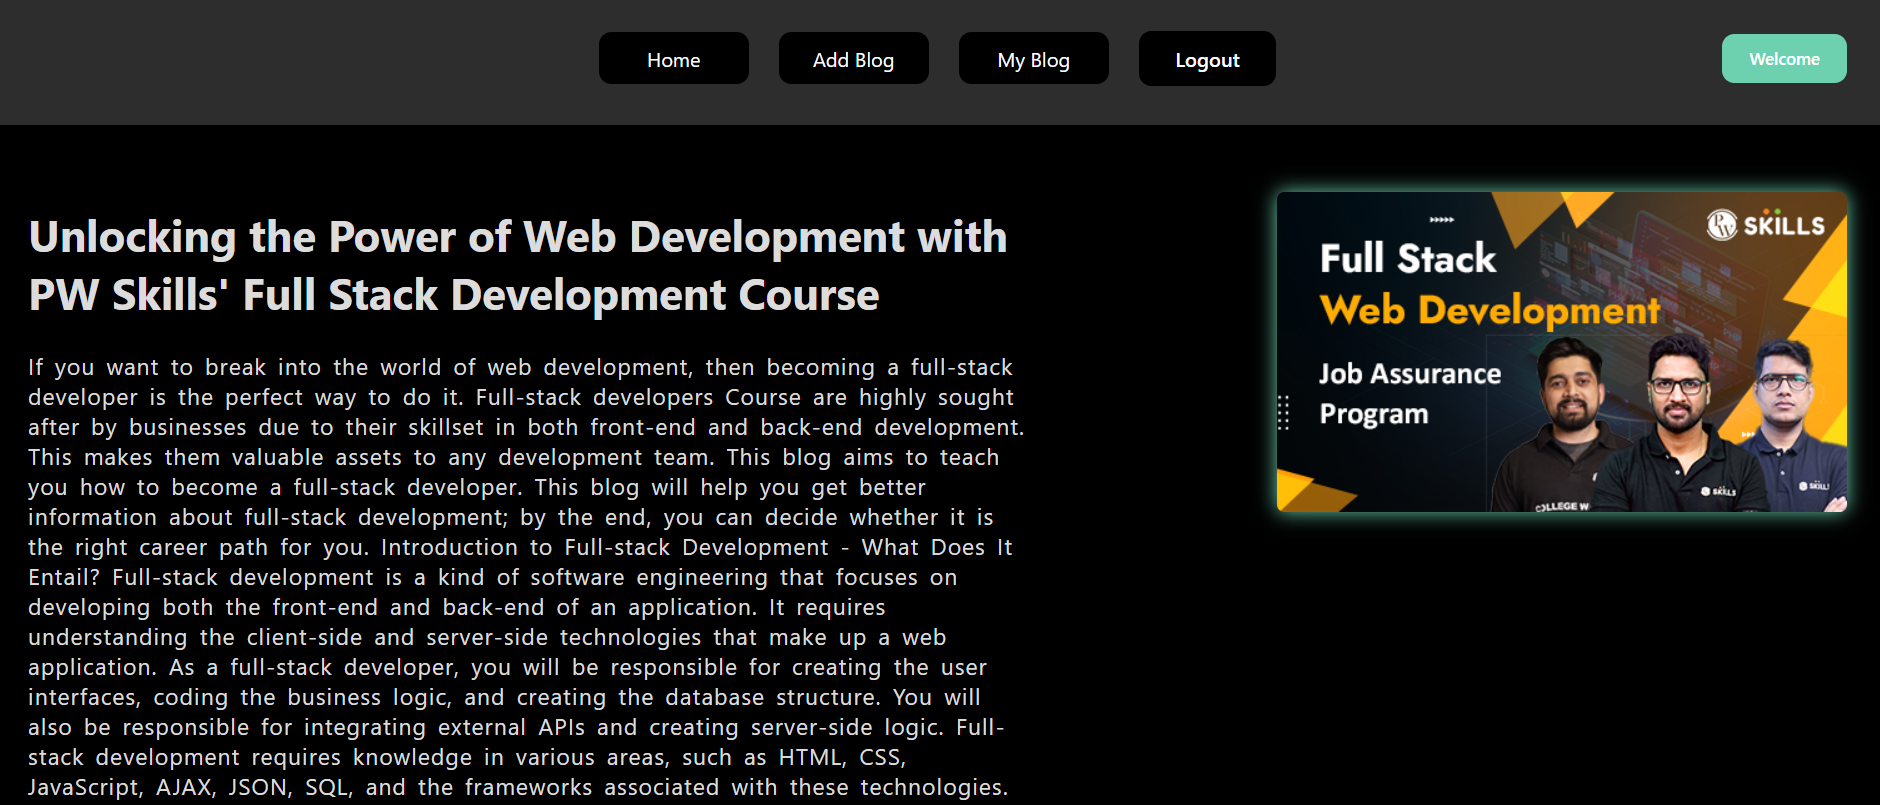 Home
Add Blog
My Blog
Logout
Welcome
Unlocking the Power of Web Development with
PW Skills' Full Stack Development Course
If you want to break into the world of web development, then becoming a full-stack
developer is the perfect way to do it. Full-stack developers Course are highly sought
after by businesses due to their skillset in both front-end and back-end development.
This makes them valuable assets to any development team. This blog aims to teach
you how to become a full-stack developer. This blog will help you get better
information about full-stack development; by the end, you can decide whether it is
the right career path for you. Introduction to Full-stack Development - What Does It
Entail? Full-stack development is a kind of software engineering that focuses on
developing both the front-end and back-end of an application. It requires
understanding the client-side and server-side technologies that make up a web
application. As a full-stack developer, you will be responsible for creating the user
interfaces, coding the business logic, and creating the database structure. You will
also be responsible for integrating external APIs and creating server-side logic. Full-
stack development requires knowledge in various areas, such as HTML, CSS,
JavaScript, AJAX, JSON, SQL, and the frameworks associated with these technologies.
PW SKILLS
Full Stack
Web Development
Job Assurance
Program
COLLEGE W
SKILLS
SKILL